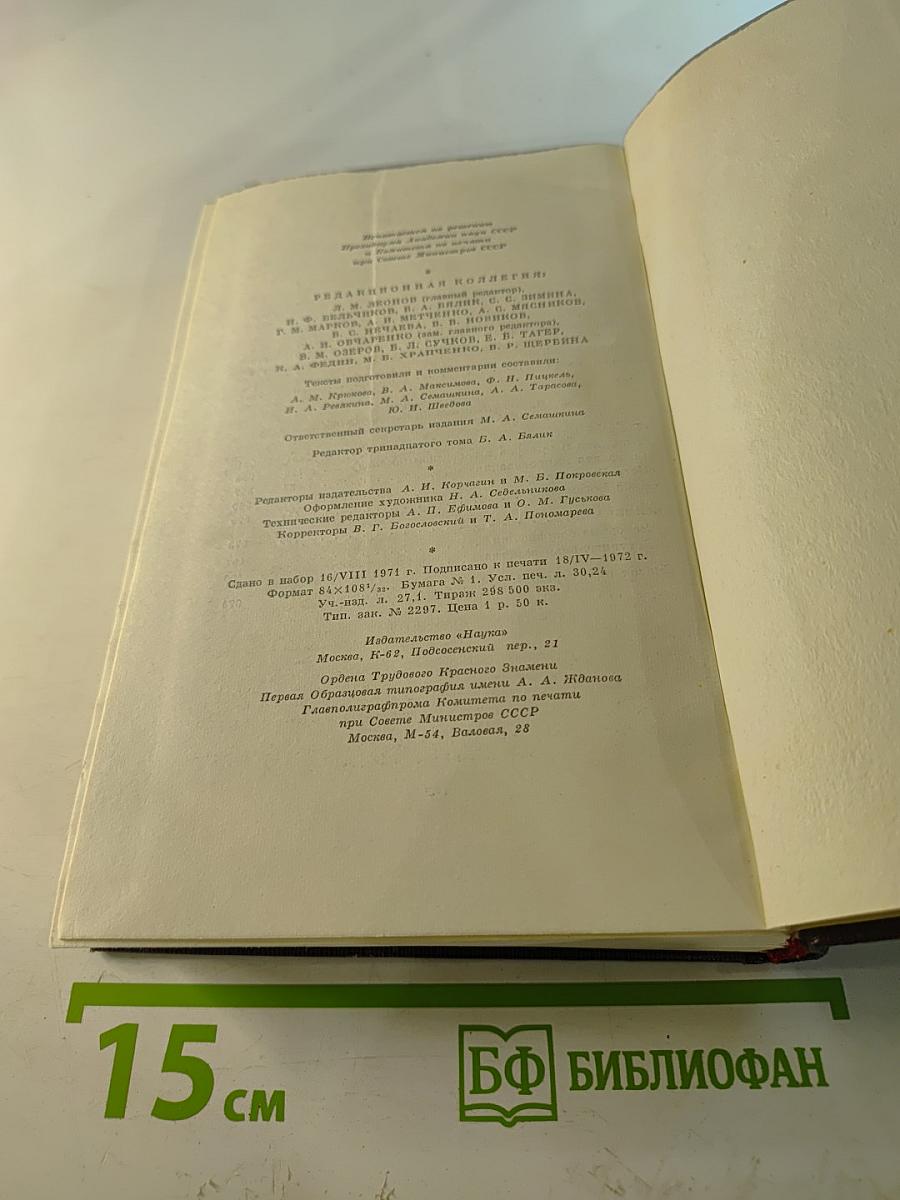 Печатается по решению
Президиума Академии наук СССР
и Комитета по печати
при Совете Министров СССР
*
РЕДАКЦИОННАЯ КОЛЛЕГИЯ:
Л. М. ЛЕОНОВ (главный редактор),
Н. Ф. БЕЛЬЧИКОВ, Б. А. БЯЛИК, С. С. ЗИМИНА,
Г. М. МАРКОВ, А. И. МЕТЧЕНКО, А. С. МЯСНИКОВ,
В. С. НЕЧАЕВА, В. В. НОВИКОВ,
А. И. ОВЧАРЕНКО (зам. главного редактора),
В. М. ОЗЕРОВ, Б. Л. СУЧКОВ, Е. Б. ТАГЕР,
К. А. ФЕДИН, М. Б. ХРАПЧЕНКО, В. Р. ЩЕРБИНА
Тексты подготовили и комментарии составили:
А. М. Крюкова, В. А. Максимова, Ф. Н. Пицкель,
Н. А. Ревякина, М. А. Семашкина, А. А. Тарасова,
Ю. И. Шведова
Ответственный секретарь издания М. А. Семашкина
Редактор тринадцатого тома Б. А. Бялик
*
Редакторы издательства А. И. Корчагин и М. Б. Покровская
Оформление художника Н. А. Седельникова
Технические редакторы А. П. Ефимова и О. М. Гуськова
Корректоры В. Г. Богословский и Т. А. Пономарева
*
Сдано в набор 16/VIII 1971 г. Подписано к печати 18/IV—1972 г.
Формат 84×108¹/₃₂. Бумага № 1. Усл. печ. л. 30,24
Уч.-изд. л. 27,1. Тираж 298 500 экз.
Тип. зак. № 2297. Цена 1 р. 50 к.
Издательство «Наука»
Москва, К-62, Подсосенский пер., 21
Ордена Трудового Красного Знамени
Первая Образцовая типография имени А. А. Жданова
Главполиграфпрома Комитета по печати
при Совете Министров СССР
Москва, М-54, Валовая, 28
15 см
БФ БИБЛИОФАН